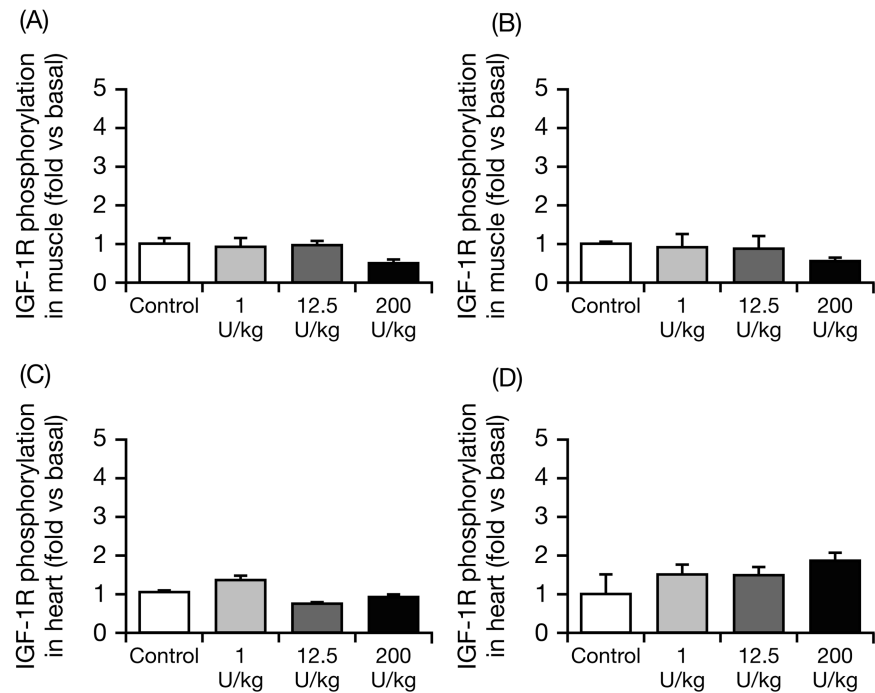 (A)
IGF-1R phosphorylation
in muscle (fold vs basal)
5
4
3
2
1
0
Control
1
U/kg
12.5
U/kg
200
U/kg
(B)
IGF-1R phosphorylation
in muscle (fold vs basal)
5
4
3
2
1
0
Control
1
U/kg
12.5
U/kg
200
U/kg
(C)
IGF-1R phosphorylation
in heart (fold vs basal)
5
4
3
2
1
0
Control
1
U/kg
12.5
U/kg
200
U/kg
(D)
IGF-1R phosphorylation
in heart (fold vs basal)
5
4
3
2
1
0
Control
1
U/kg
12.5
U/kg
200
U/kg